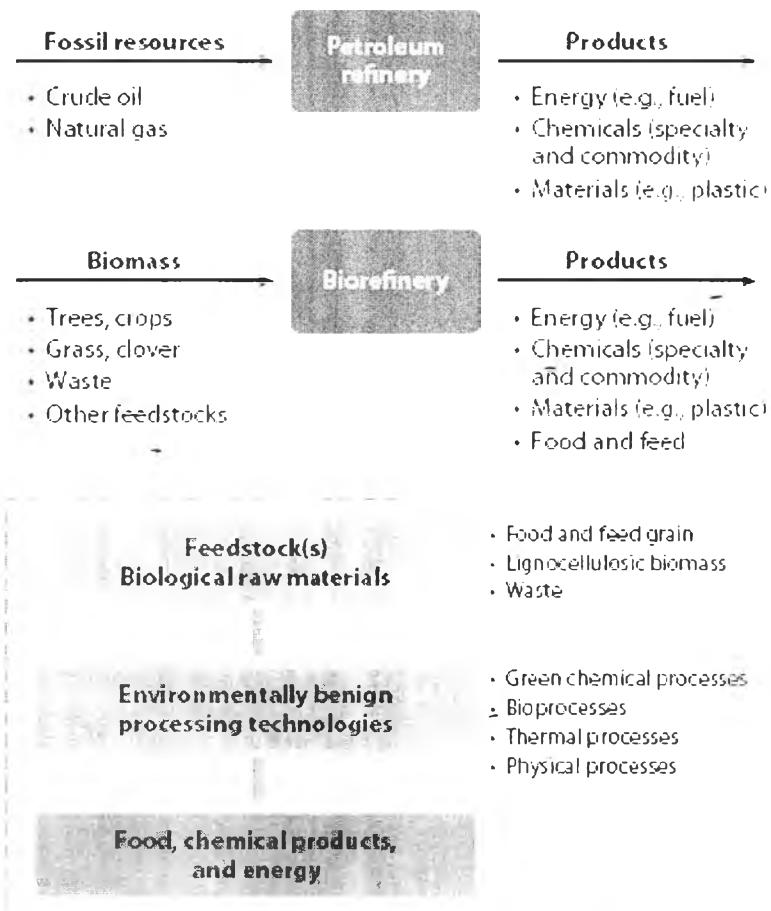 Fossil resources
Petroleum
refinery
Products
• Crude oil
• Natural gas
• Energy (e.g., fuel)
• Chemicals (specialty
and commodity)
• Materials (e.g., plastic)
Biomass
Biorefinery
Products
• Trees, crops
• Grass, clover
• Waste
• Other feedstocks
• Energy (e.g., fuel)
• Chemicals (specialty
and commodity)
• Materials (e.g., plastic)
• Food and feed
Feedstock(s)
Biological raw materials
• Food and feed grain
• Lignocellulosic biomass
• Waste
Environmentally benign
processing technologies
• Green chemical processes
• Bioprocesses
• Thermal processes
• Physical processes
Food, chemical products,
and energy